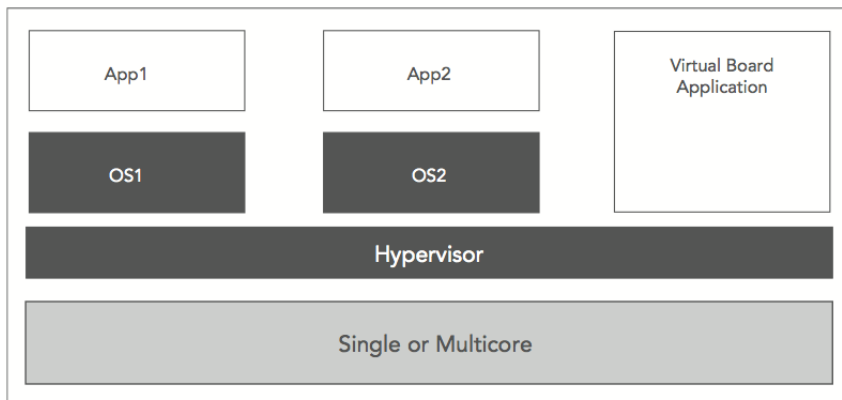 App1
App2
Virtual Board
Application
OS1
OS2
Hypervisor
Single or Multicore